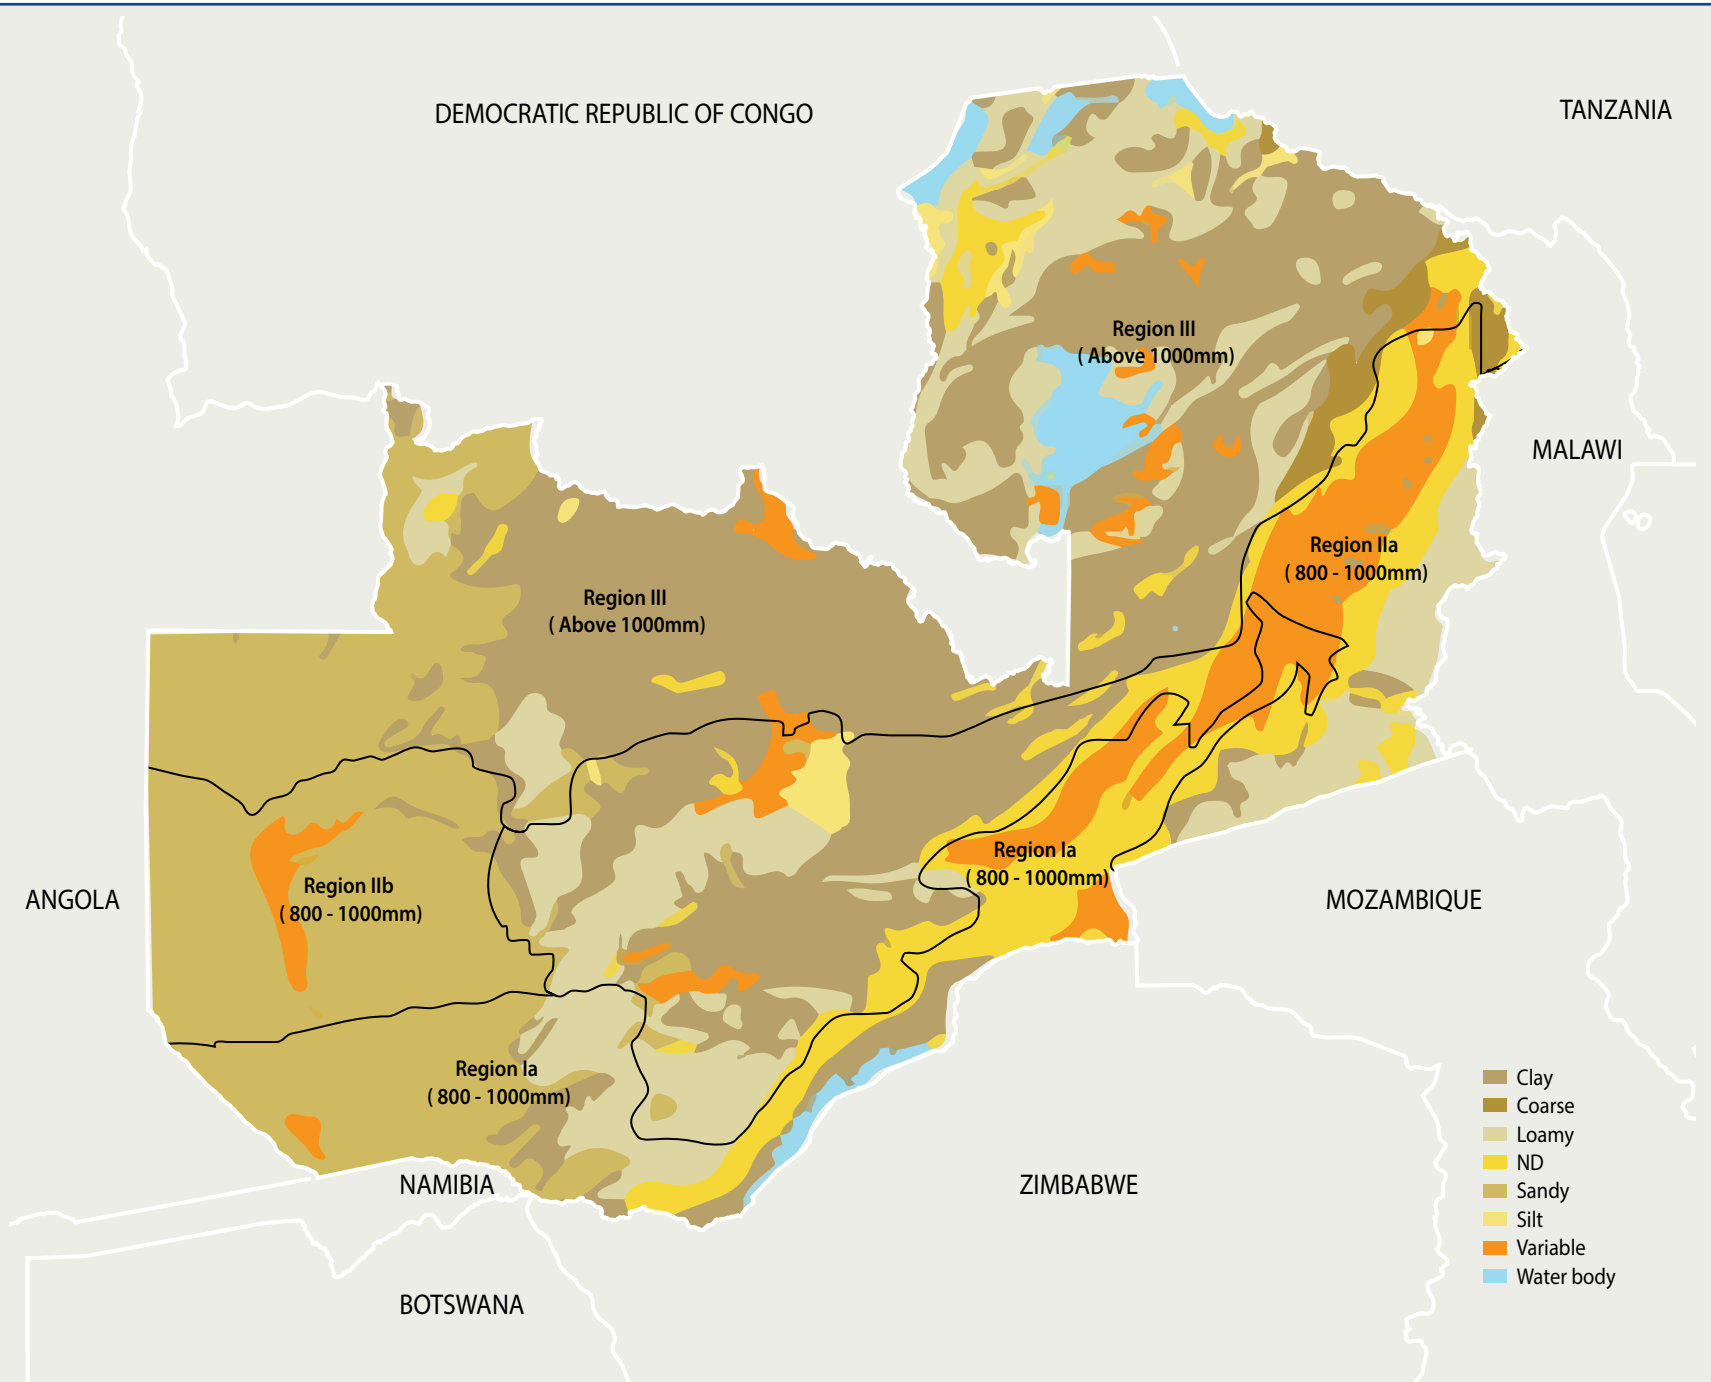 DEMOCRATIC REPUBLIC OF CONGO
TANZANIA
Region III
( Above 1000mm)
MALAWI
Region IIa
( 800 - 1000mm)
Region III
( Above 1000mm)
Region Ia
( 800 - 1000mm)
Region IIb
( 800 - 1000mm)
ANGOLA
MOZAMBIQUE
Region Ia
( 800 - 1000mm)
NAMIBIA
ZIMBABWE
BOTSWANA
Clay
Coarse
Loamy
ND
Sandy
Silt
Variable
Water body